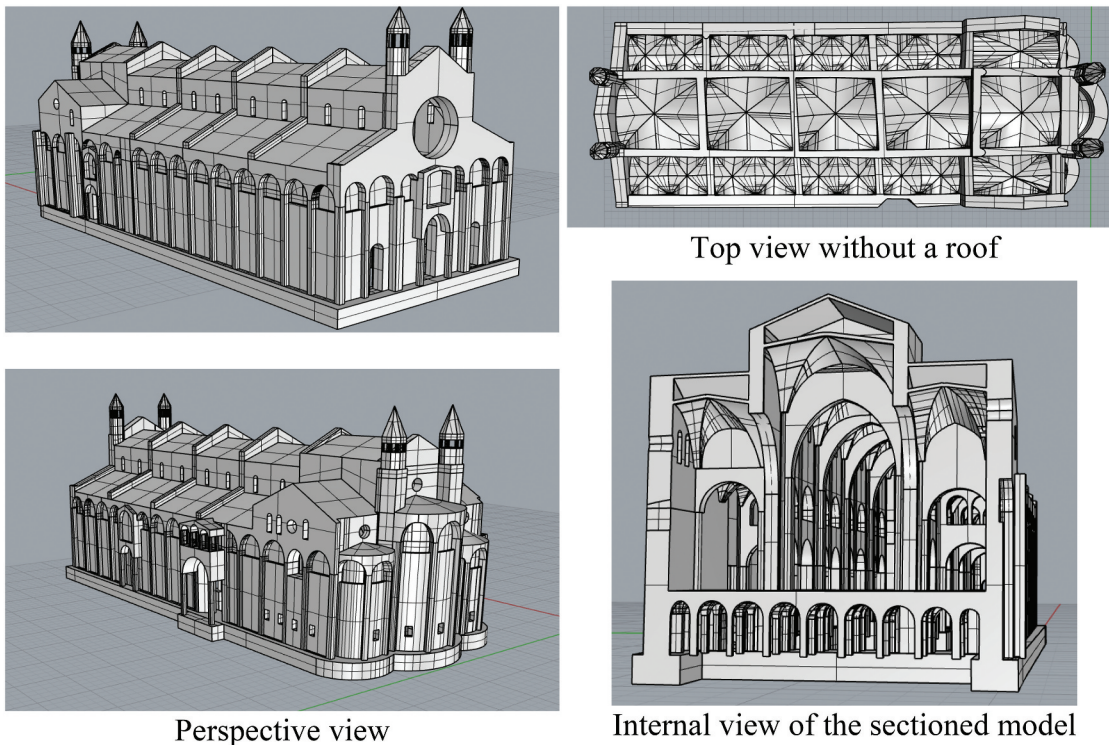 Top view without a roof
Perspective view
Internal view of the sectioned model